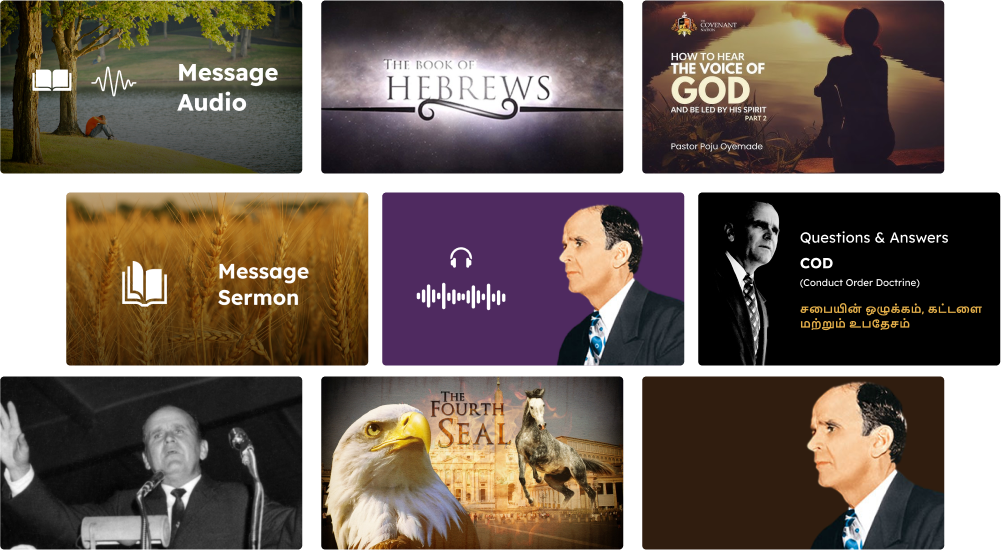 Message
Audio
THE BOOK OF
HEBREWS
THE
COVENANT
NATION
HOW TO HEAR
THE VOICE OF
GOD
AND BE LED BY HIS SPIRIT
PART 2
Pastor Poju Oyemade
Message
Sermon
Questions & Answers
COD
(Conduct Order Doctrine)
சபையின் ஒழுக்கம், கட்டளை
மற்றும் உபதேசம்
THE
FOURTH
SEAL